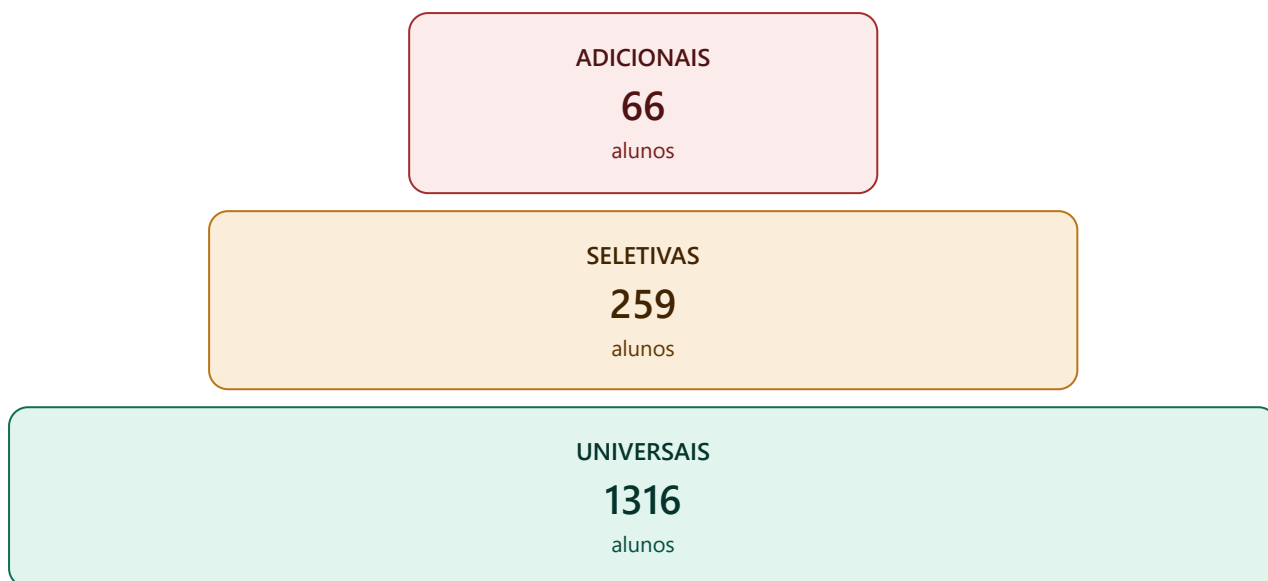 ADICIONAIS
66
alunos
SELETIVAS
259
alunos
UNIVERSAIS
1316
alunos